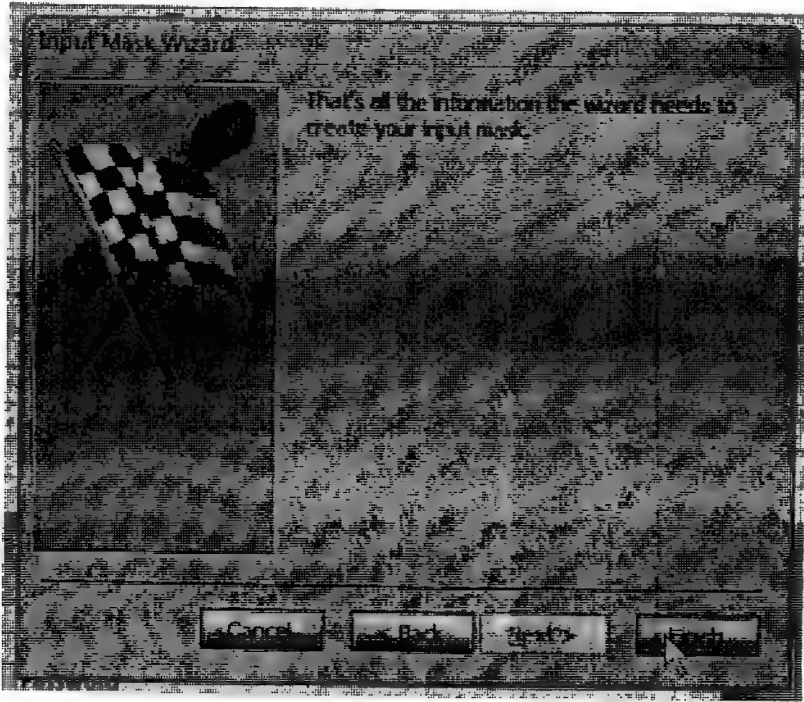 Input Mask Wizard
That's all the information the wizard needs to
create your input mask.
Cancel
< Back
Next >
Finish